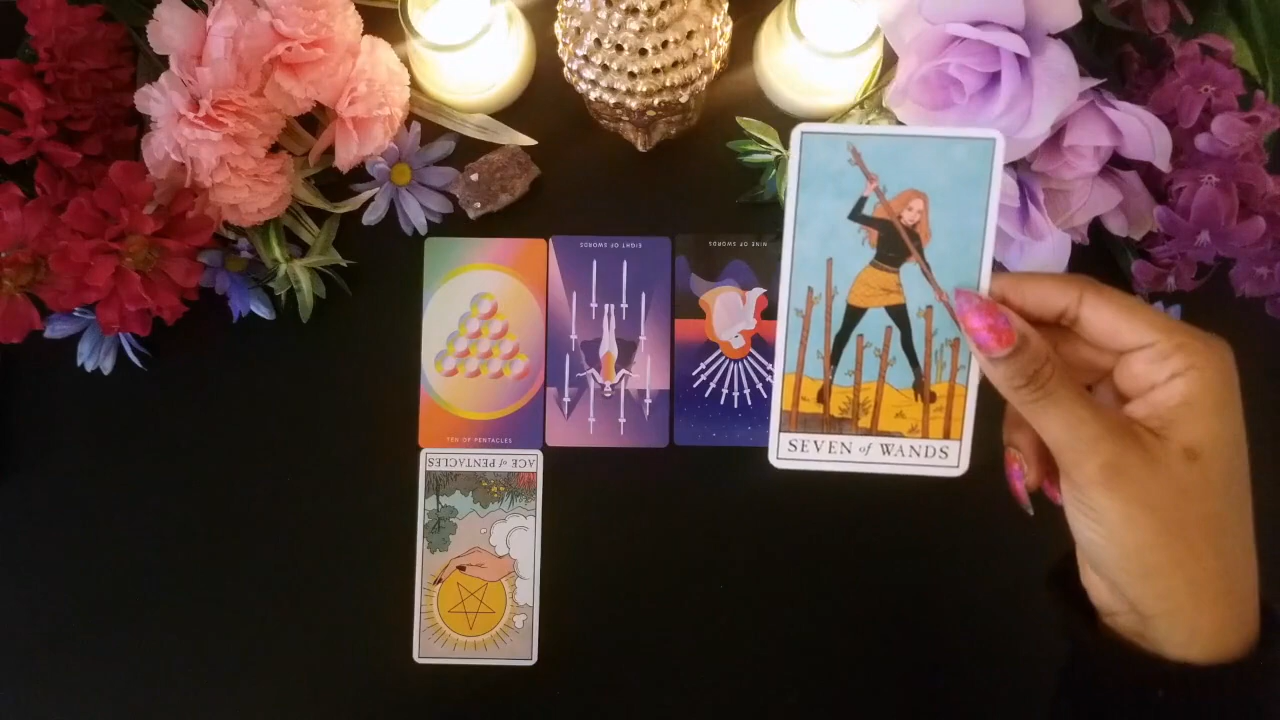 EIGHT OF SWORDS
NINE OF SWORDS
TEN OF PENTACLES
SEVEN of WANDS
ACE of PENTACLES